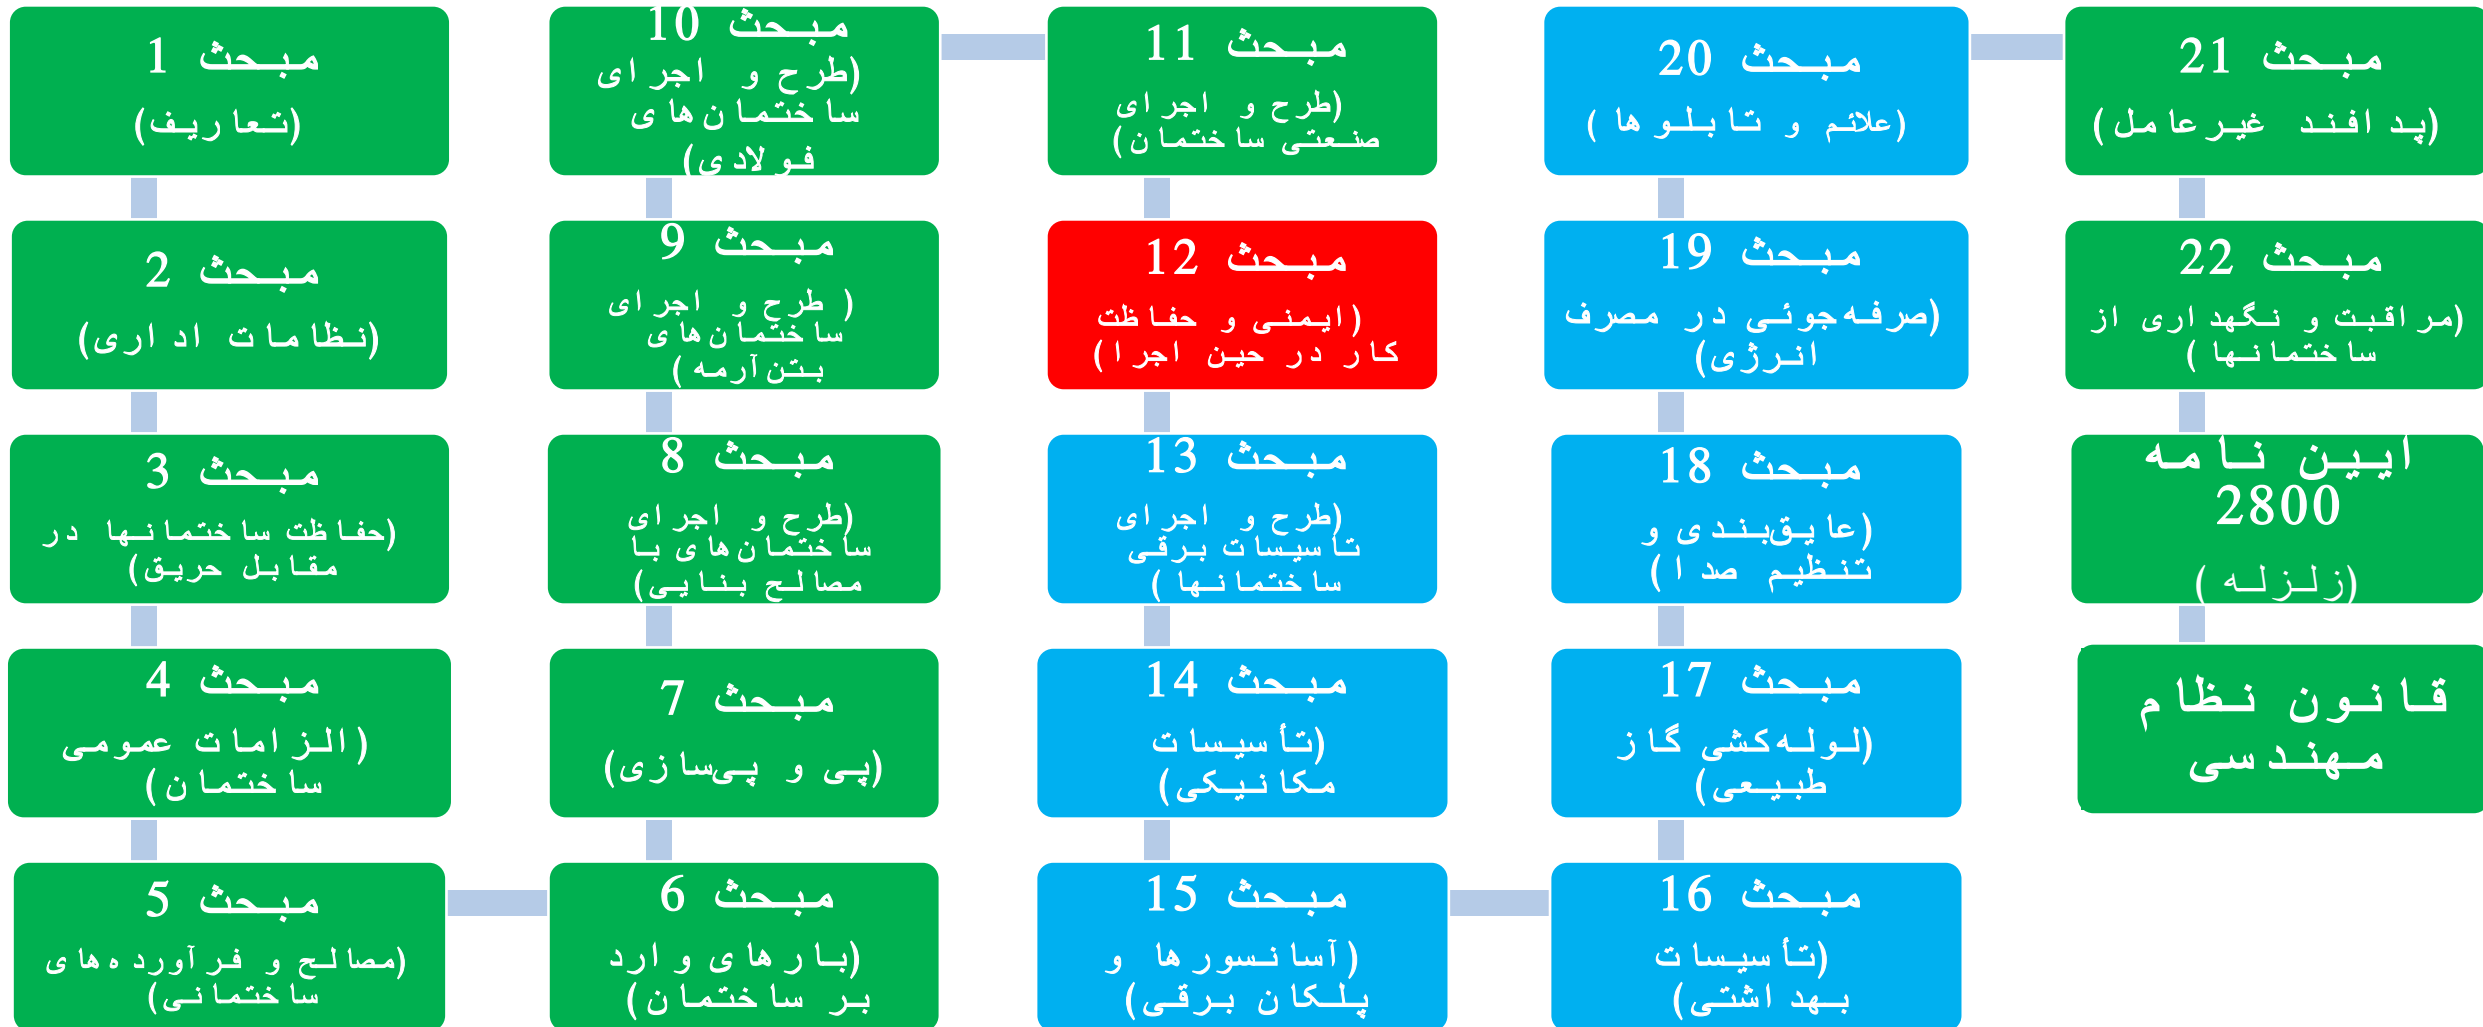 مبحث 1
(تعاریف)
مبحث 2
(نظامات اداری)
مبحث 3
(حفاظت ساختمانها در
مقابل حریق)
مبحث 4
(الزامات عمومی
ساختمان)
مبحث 5
(مصالح و فرآورده‌های
ساختمانی)
مبحث 6
(بارهای وارد
بر ساختمان)
مبحث 7
(پی و پی‌سازی)
مبحث 8
(طرح و اجرای
ساختمان‌های با
مصالح بنایی)
مبحث 9
( طرح و اجرای
ساختمان‌های
بتن‌آرمه)
مبحث 10
(طرح و اجرای
ساختمان‌های
فولادی)
مبحث 11
(طرح و اجرای
صنعتی ساختمان)
مبحث 12
(ایمنی و حفاظت
کار در حین اجرا)
مبحث 13
(طرح و اجرای
تاسیسات برقی
ساختمانها)
مبحث 14
(تأسیسات
مکانیکی)
مبحث 15
(آسانسورها و
پلکان برقی)
مبحث 16
(تأسیسات
بهداشتی)
مبحث 17
(لوله‌کشی گاز
طبیعی)
مبحث 18
(عایق‌بندی و
تنظیم صدا)
مبحث 19
(صرفه‌جوئی در مصرف
انرژی)
مبحث 20
(علائم و تابلوها)
مبحث 21
(پدافند غیرعامل)
مبحث 22
(مراقبت و نگهداری از
ساختمانها)
ایین نامه
2800
(زلزله)
قانون نظام
مهندسی